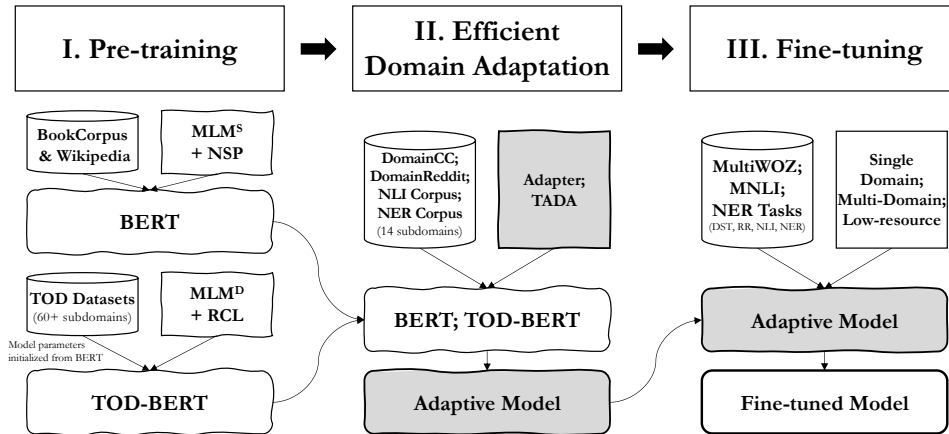 I. Pre-training
II. Efficient
Domain Adaptation
III. Fine-tuning
BookCorpus
& Wikipedia
MLMˢ
+ NSP
BERT
TOD Datasets
(60+ subdomains)
MLMᴰ
+ RCL
Model parameters
initialized from BERT
TOD-BERT
DomainCC;
DomainReddit;
NLI Corpus;
NER Corpus
(14 subdomains)
Adapter;
TADA
BERT; TOD-BERT
Adaptive Model
MultiWOZ;
MNLI;
NER Tasks
(DST, RR, NLI, NER)
Single
Domain;
Multi-Domain;
Low-resource
Adaptive Model
Fine-tuned Model